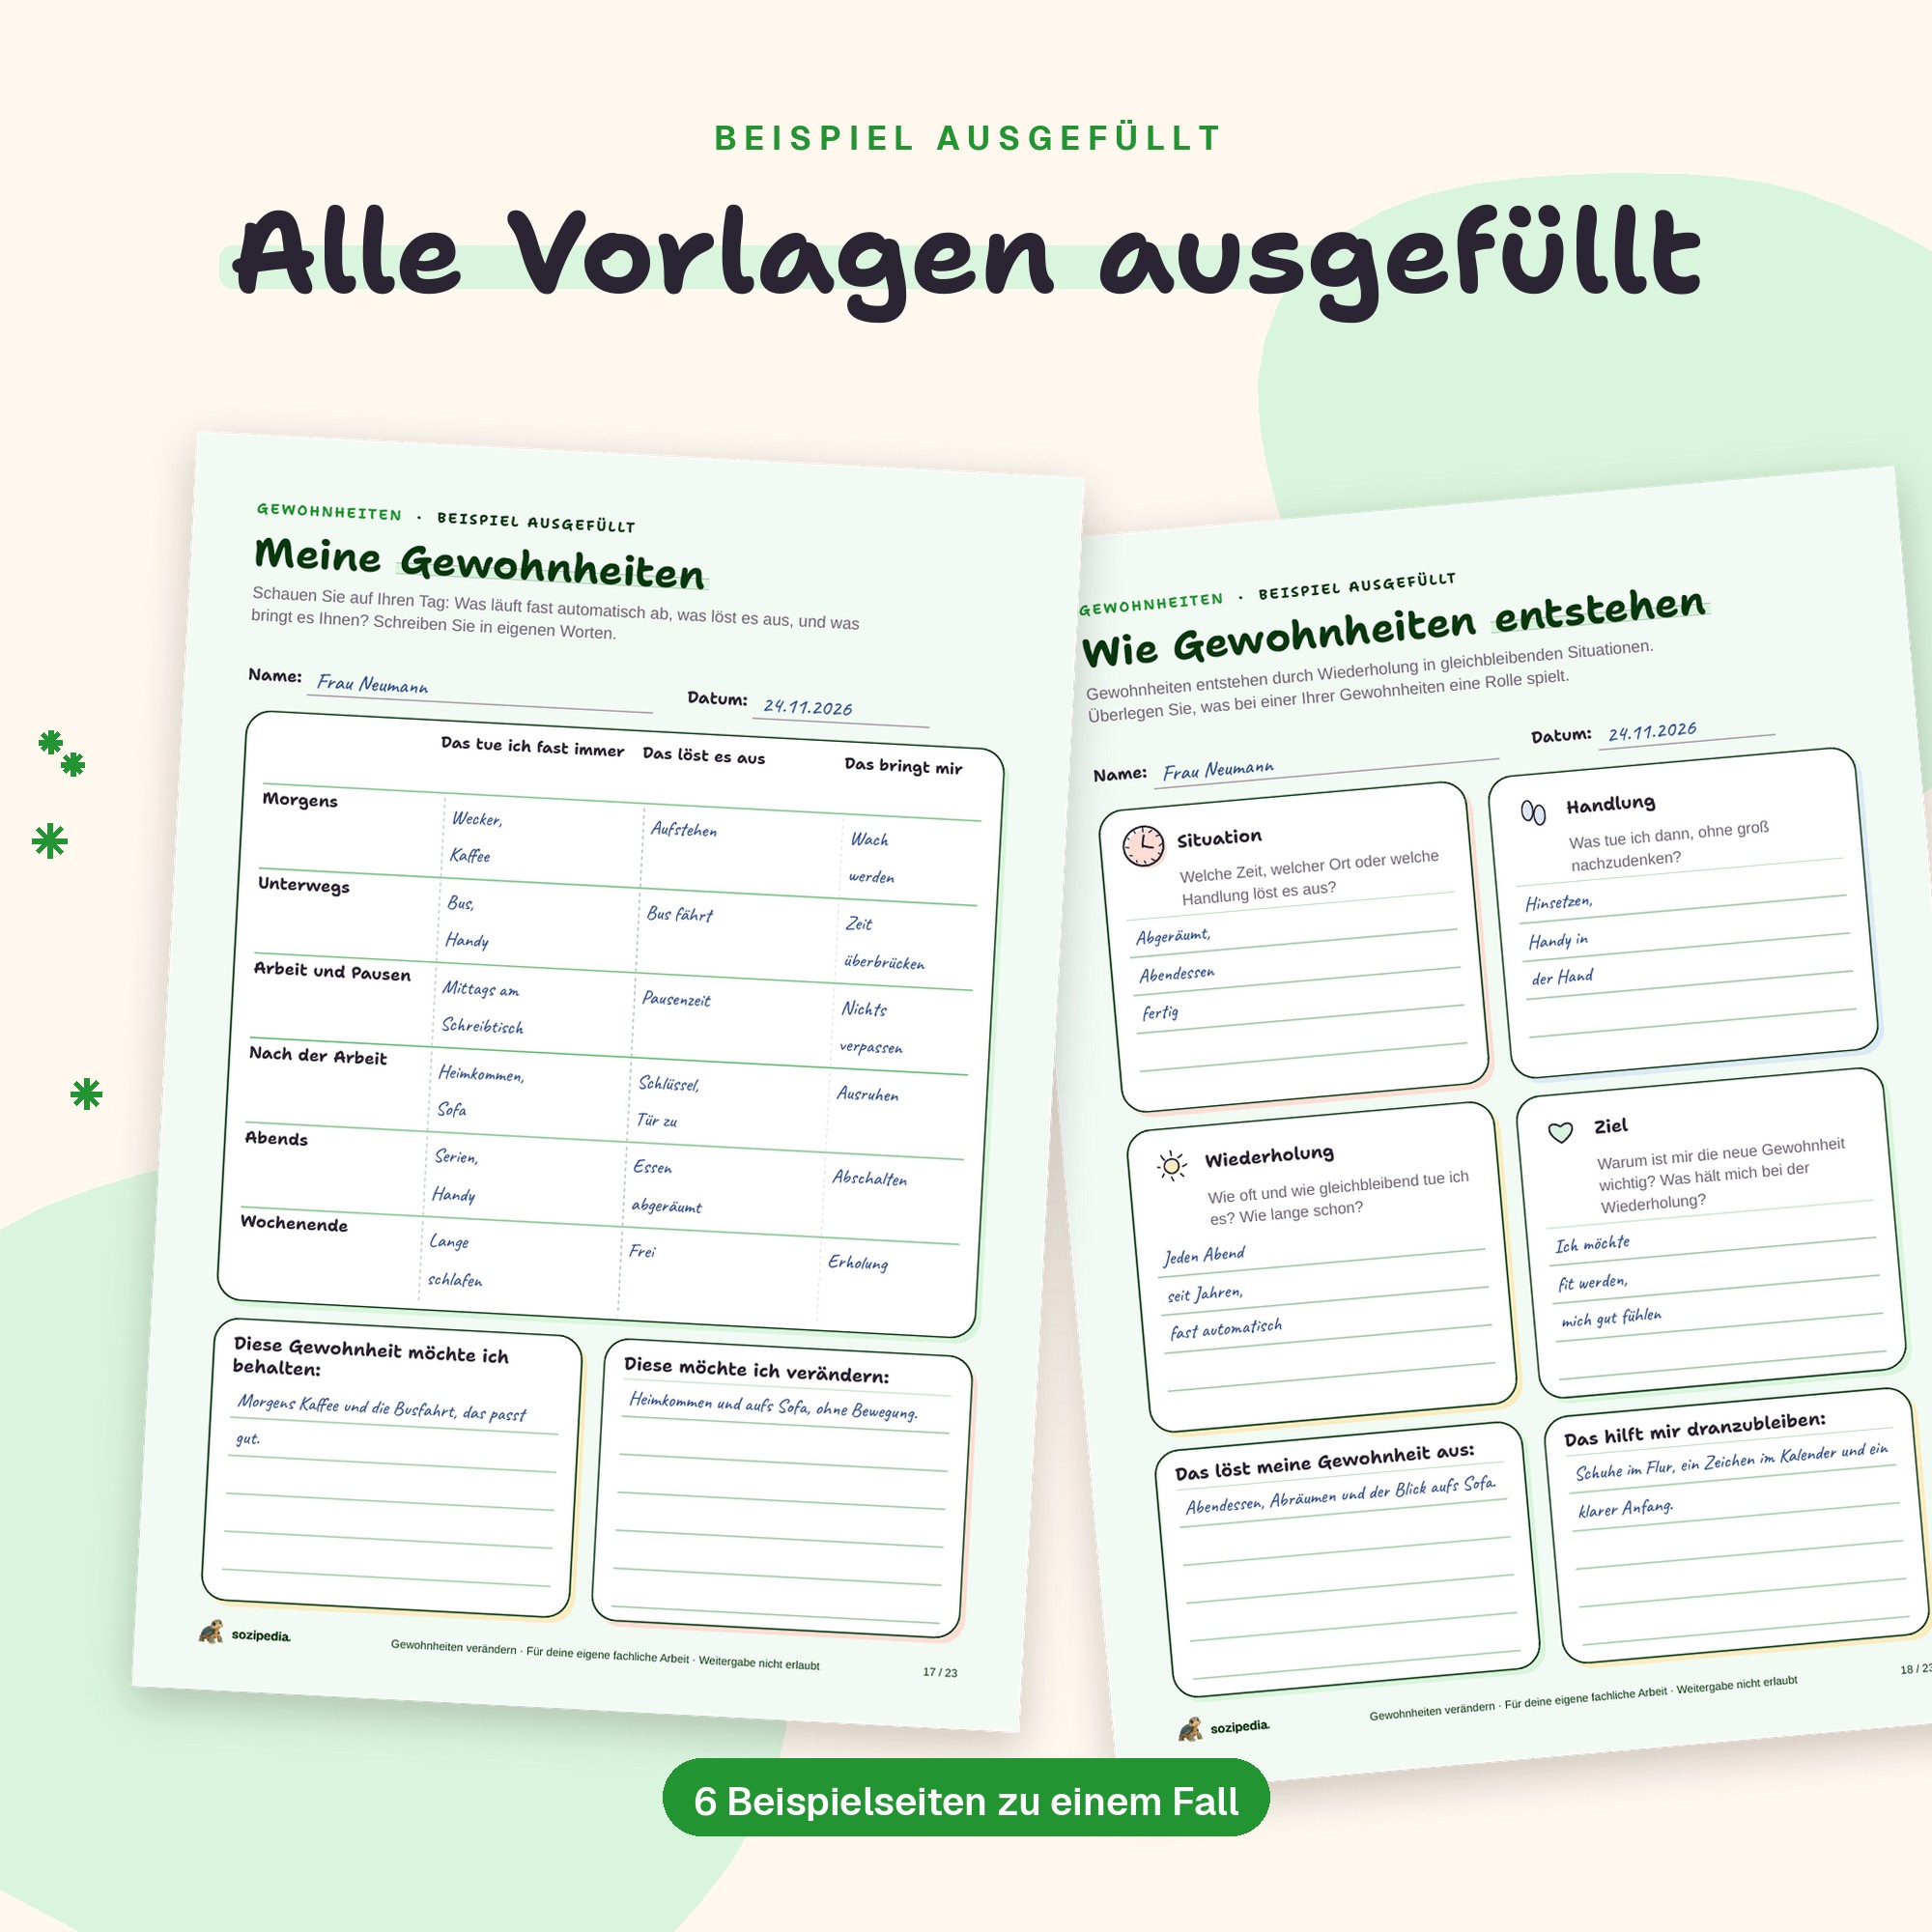 BEISPIEL AUSGEFÜLLT
Alle Vorlagen ausgefüllt
GEWOHNHEITEN · BEISPIEL AUSGEFÜLLT
Meine Gewohnheiten
Schauen Sie auf Ihren Tag: Was läuft fast automatisch ab, was löst es aus, und was
bringt es Ihnen? Schreiben Sie in eigenen Worten.
Name: Frau Neumann Datum: 24.11.2026
Das tue ich fast immer Das löst es aus Das bringt mir
Morgens
Wecker,
Kaffee
Aufstehen
Wach
werden
Unterwegs
Bus,
Handy
Bus fährt
Zeit
überbrücken
Arbeit und Pausen
Mittags am
Schreibtisch
Pausenzeit
Nichts
verpassen
Nach der Arbeit
Heimkommen,
Sofa
Schlüssel,
Tür zu
Ausruhen
Abends
Serien,
Handy
Essen
abgeräumt
Abschalten
Wochenende
Lange
schlafen
Frei
Erholung
Diese Gewohnheit möchte ich
behalten:
Morgens Kaffee und die Busfahrt, das passt
gut.
Diese möchte ich verändern:
Heimkommen und aufs Sofa, ohne Bewegung.
sozipedia.
Gewohnheiten verändern · Für deine eigene fachliche Arbeit · Weitergabe nicht erlaubt
17 / 23
GEWOHNHEITEN · BEISPIEL AUSGEFÜLLT
Wie Gewohnheiten entstehen
Gewohnheiten entstehen durch Wiederholung in gleichbleibenden Situationen.
Überlegen Sie, was bei einer Ihrer Gewohnheiten eine Rolle spielt.
Name: Frau Neumann Datum: 24.11.2026
Situation
Welche Zeit, welcher Ort oder welche
Handlung löst es aus?
Abgeräumt,
Abendessen
fertig
Handlung
Was tue ich dann, ohne groß
nachzudenken?
Hinsetzen,
Handy in
der Hand
Wiederholung
Wie oft und wie gleichbleibend tue ich
es? Wie lange schon?
Jeden Abend
seit Jahren,
fast automatisch
Ziel
Warum ist mir die neue Gewohnheit
wichtig? Was hält mich bei der
Wiederholung?
Ich möchte
fit werden,
mich gut fühlen
Das löst meine Gewohnheit aus:
Abendessen, Abräumen und der Blick aufs Sofa.
Das hilft mir dranzubleiben:
Schuhe im Flur, ein Zeichen im Kalender und ein
klarer Anfang.
sozipedia.
Gewohnheiten verändern · Für deine eigene fachliche Arbeit · Weitergabe nicht erlaubt
18 / 23
6 Beispielseiten zu einem Fall